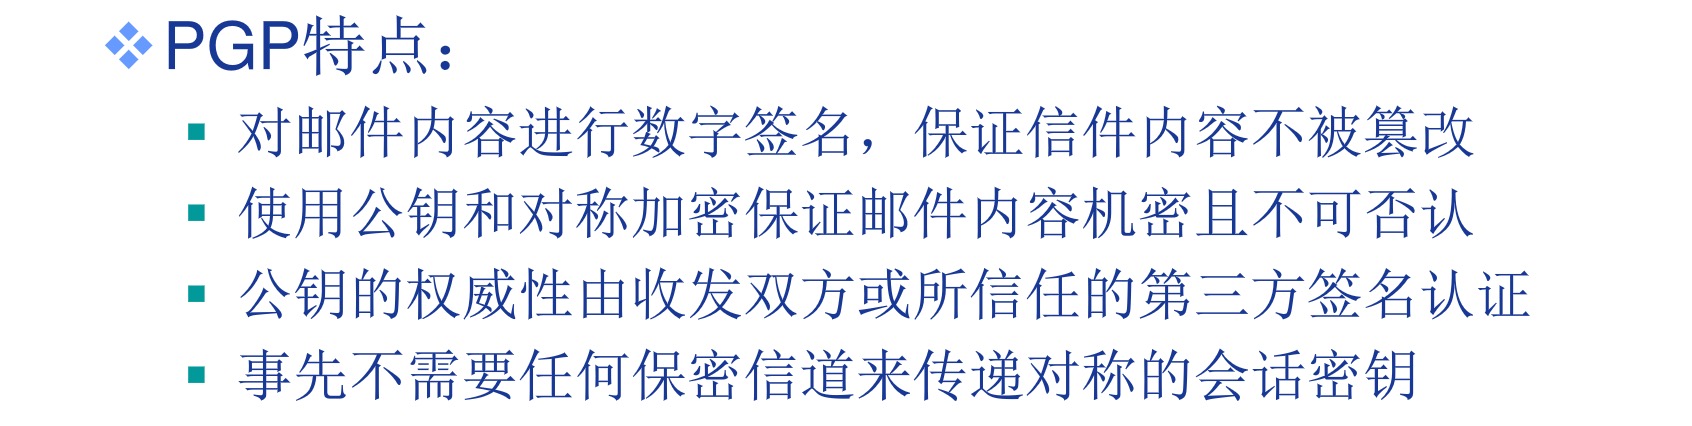 PGP特点：
对邮件内容进行数字签名，保证信件内容不被篡改
使用公钥和对称加密保证邮件内容机密且不可否认
公钥的权威性由收发双方或所信任的第三方签名认证
事先不需要任何保密信道来传递对称的会话密钥